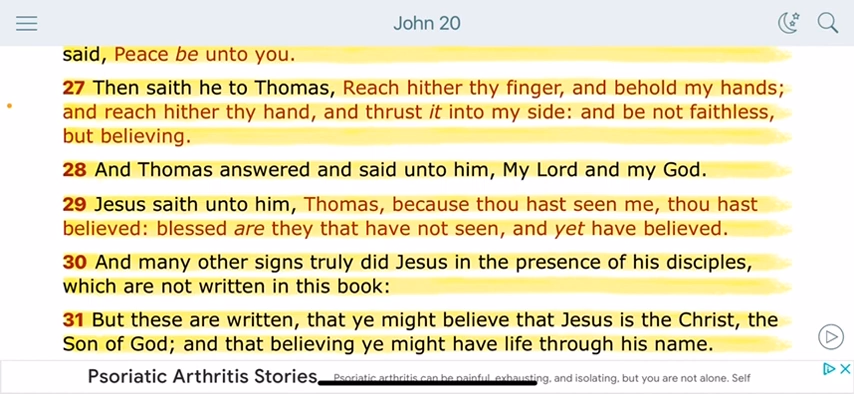 John 20
said, Peace be unto you.
27 Then saith he to Thomas, Reach hither thy finger, and behold my hands;
and reach hither thy hand, and thrust it into my side: and be not faithless,
but believing.
28 And Thomas answered and said unto him, My Lord and my God.
29 Jesus saith unto him, Thomas, because thou hast seen me, thou hast
believed: blessed are they that have not seen, and yet have believed.
30 And many other signs truly did Jesus in the presence of his disciples,
which are not written in this book:
31 But these are written, that ye might believe that Jesus is the Christ, the
Son of God; and that believing ye might have life through his name.
Psoriatic Arthritis Stories Psoriatic arthritis can be painful, exhausting, and isolating, but you are not alone. Self